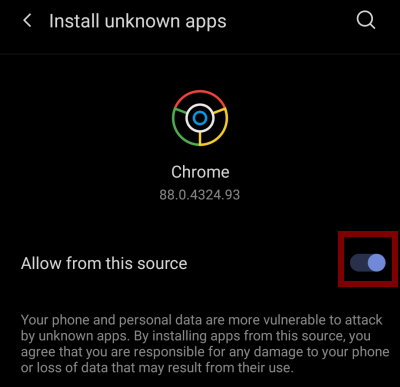 Install unknown apps
Chrome
88.0.4324.93
Allow from this source
Your phone and personal data are more vulnerable to attack
by unknown apps. By installing apps from this source, you
agree that you are responsible for any damage to your phone
or loss of data that may result from their use.